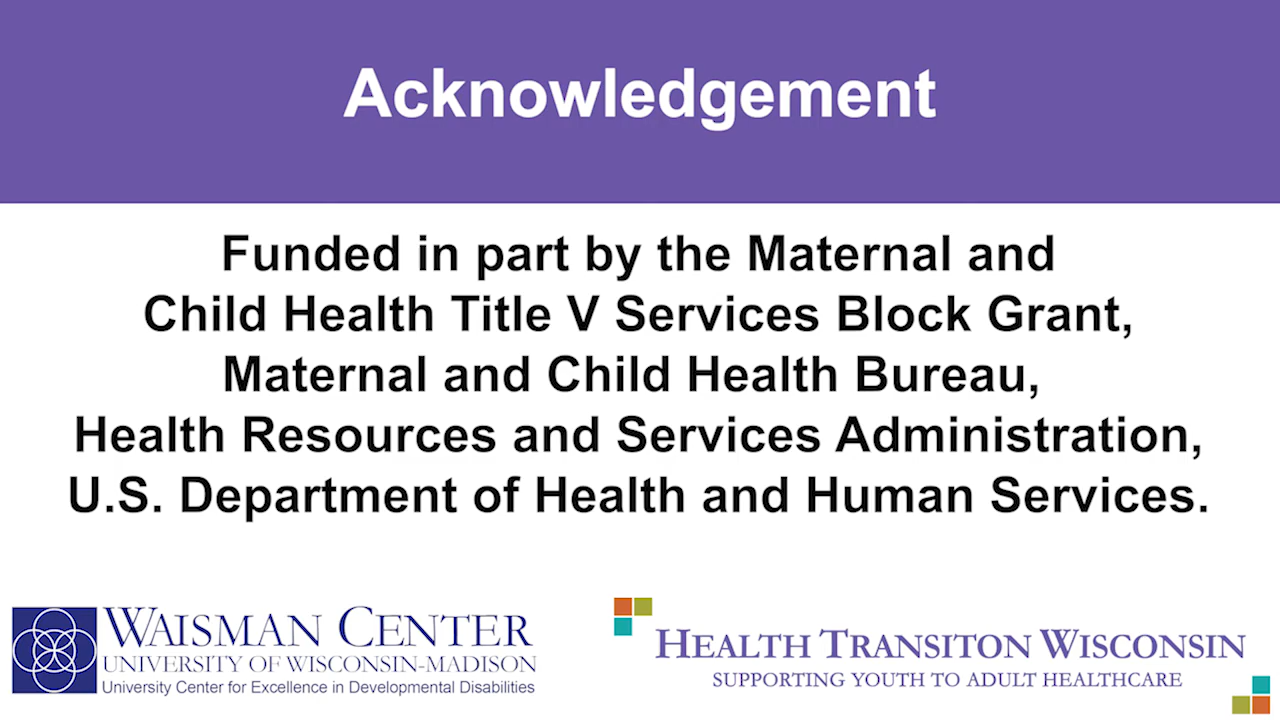 Acknowledgement
Funded in part by the Maternal and
Child Health Title V Services Block Grant,
Maternal and Child Health Bureau,
Health Resources and Services Administration,
U.S. Department of Health and Human Services.
WAISMAN CENTER
UNIVERSITY OF WISCONSIN-MADISON
University Center for Excellence in Developmental Disabilities
HEALTH TRANSITON WISCONSIN
SUPPORTING YOUTH TO ADULT HEALTHCARE